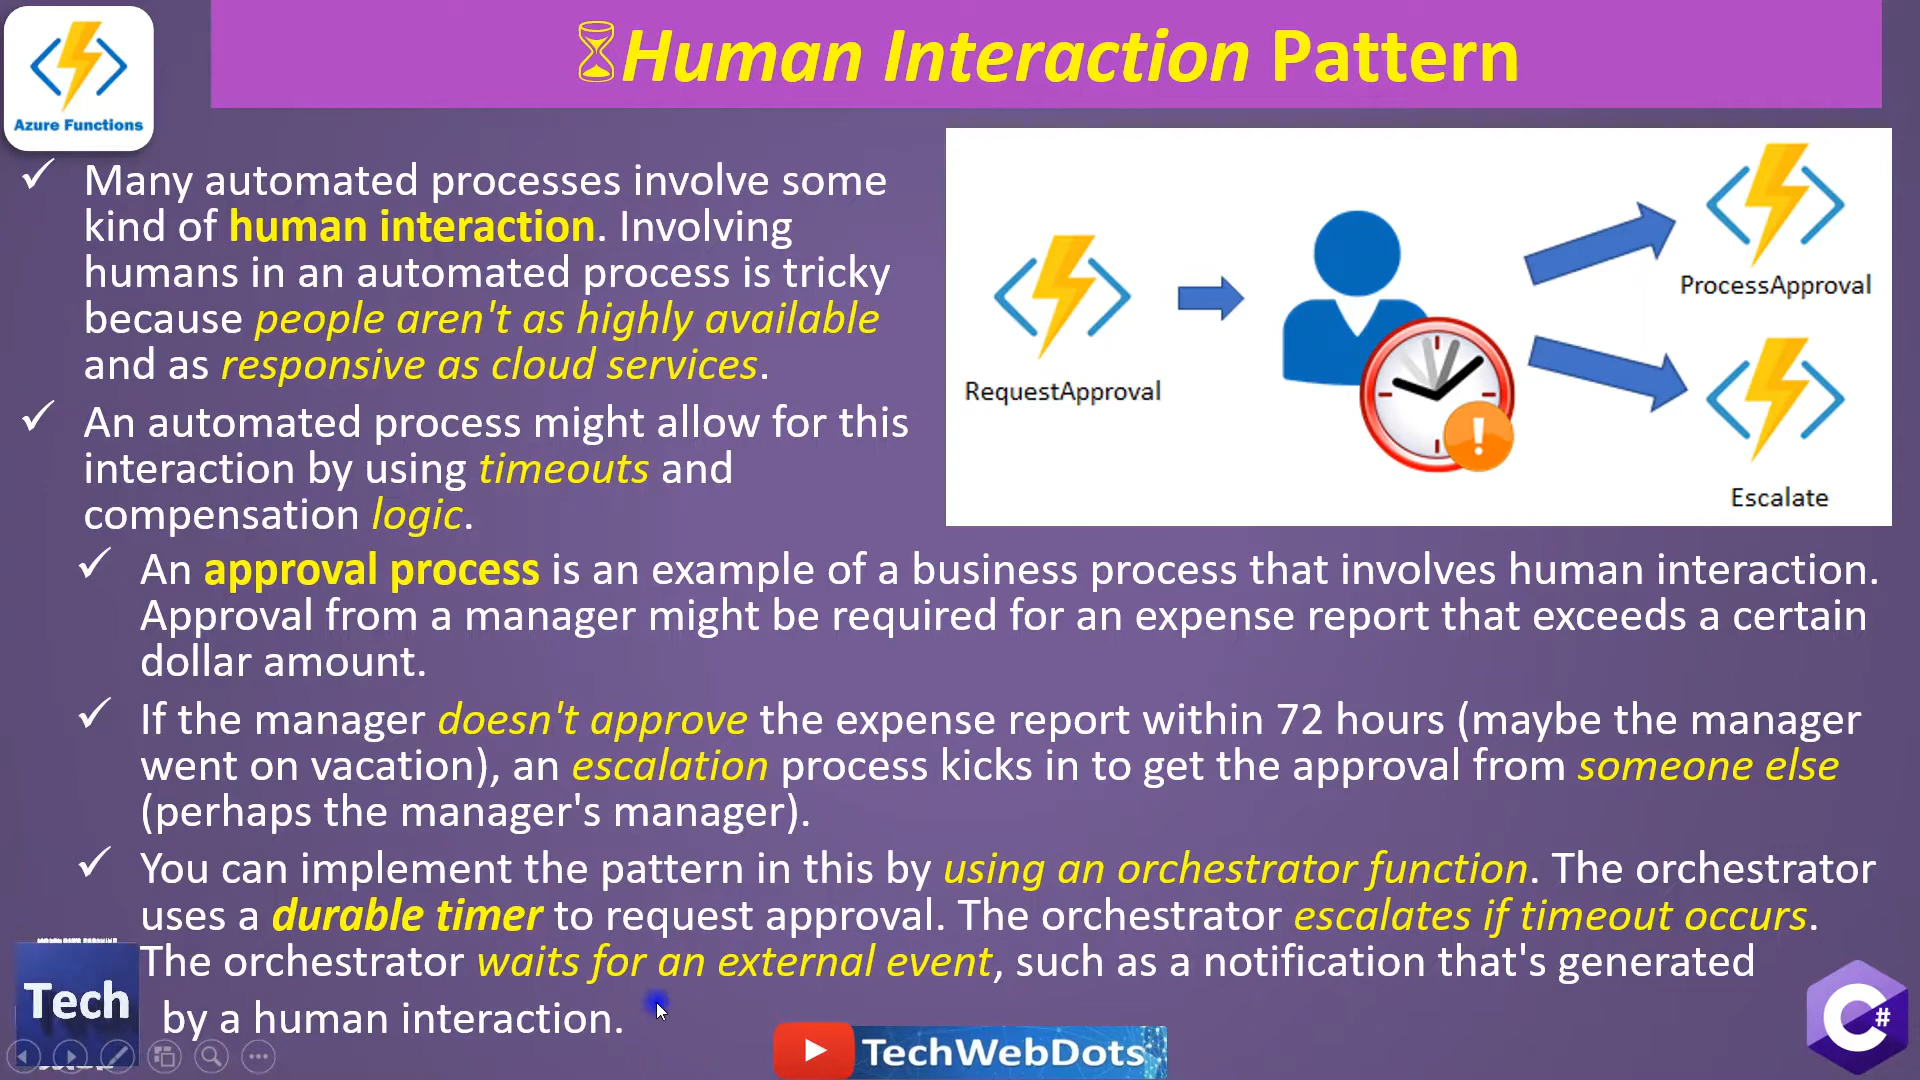 Azure Functions
Human Interaction Pattern
Many automated processes involve some
kind of human interaction. Involving
humans in an automated process is tricky
because people aren't as highly available
and as responsive as cloud services.
An automated process might allow for this
interaction by using timeouts and
compensation logic.
RequestApproval
ProcessApproval
Escalate
An approval process is an example of a business process that involves human interaction.
Approval from a manager might be required for an expense report that exceeds a certain
dollar amount.
If the manager doesn't approve the expense report within 72 hours (maybe the manager
went on vacation), an escalation process kicks in to get the approval from someone else
(perhaps the manager's manager).
You can implement the pattern in this by using an orchestrator function. The orchestrator
uses a durable timer to request approval. The orchestrator escalates if timeout occurs.
The orchestrator waits for an external event, such as a notification that's generated
by a human interaction.
Tech
TechWebDots
C#